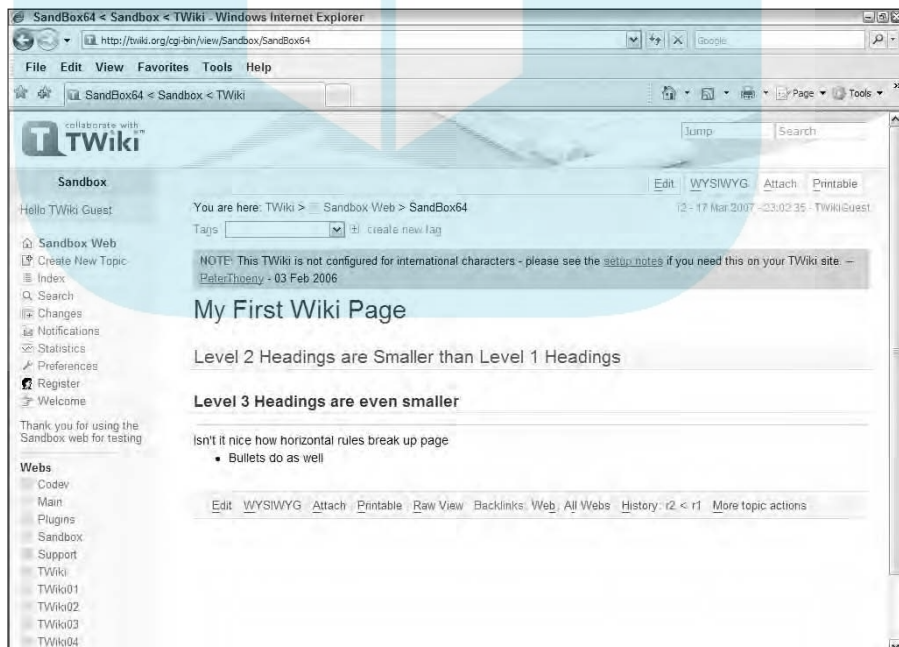 SandBox64 < Sandbox < TWiki - Windows Internet Explorer
http://twiki.org/cgi-bin/view/Sandbox/SandBox64
Google
File Edit View Favorites Tools Help
SandBox64 < Sandbox < TWiki
Page Tools
collaborate with
TWiki
TM
Jump Search
Sandbox
Edit WYSIWYG Attach Printable
Hello TWiki Guest
You are here: TWiki > Sandbox Web > SandBox64
r2 - 17 Mar 2007 - 23:02:35 - TWikiGuest
Tags create new tag
NOTE: This TWiki is not configured for international characters - please see the setup notes if you need this on your TWiki site. --
PeterThoeny - 03 Feb 2006
Sandbox Web
Create New Topic
Index
Search
Changes
Notifications
Statistics
Preferences
Register
Welcome
Thank you for using the
Sandbox web for testing
Webs
Codev
Main
Plugins
Sandbox
Support
TWiki
TWiki01
TWiki02
TWiki03
TWiki04
My First Wiki Page
Level 2 Headings are Smaller than Level 1 Headings
Level 3 Headings are even smaller
Isn't it nice how horizontal rules break up page
• Bullets do as well
Edit WYSIWYG Attach Printable Raw View Backlinks: Web, All Webs History: r2 < r1 More topic actions